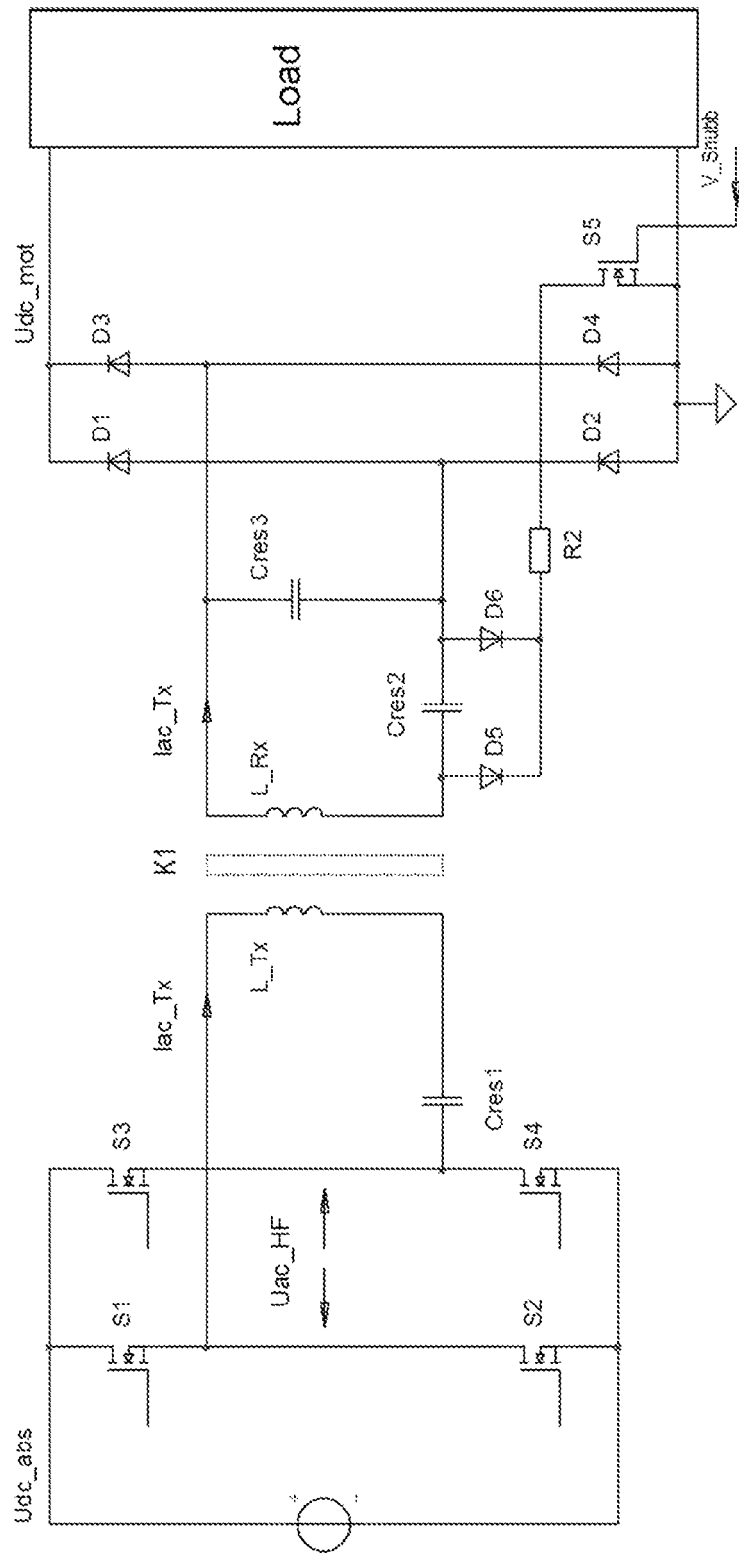 Udc_abs
S1
S3
S2
S4
Uac_HF
Cres1
Iac_Tx
L_Tx
K1
Iac_Tx
L_Rx
Cres3
Cres2
D5
D6
R2
D1
D3
D2
D4
Udc_mot
S5
V_Snubb
Load
+
-